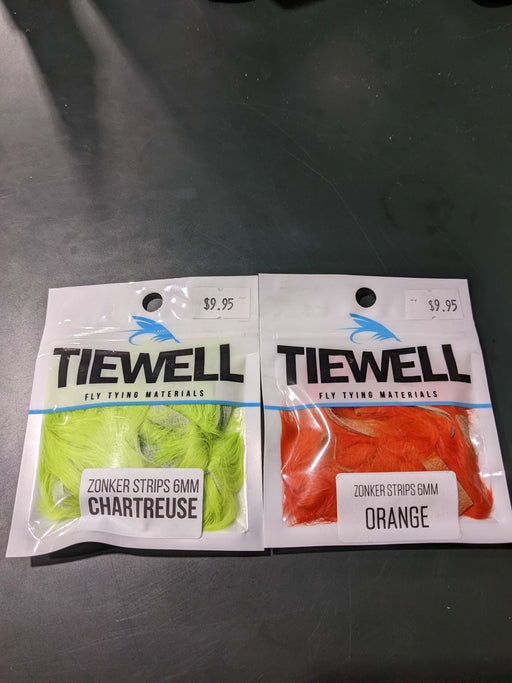 $9.95
TIEWELL
FLY TYING MATERIALS
ZONKER STRIPS 6MM
CHARTREUSE
$9.95
TIEWELL
FLY TYING MATERIALS
ZONKER STRIPS 6MM
ORANGE